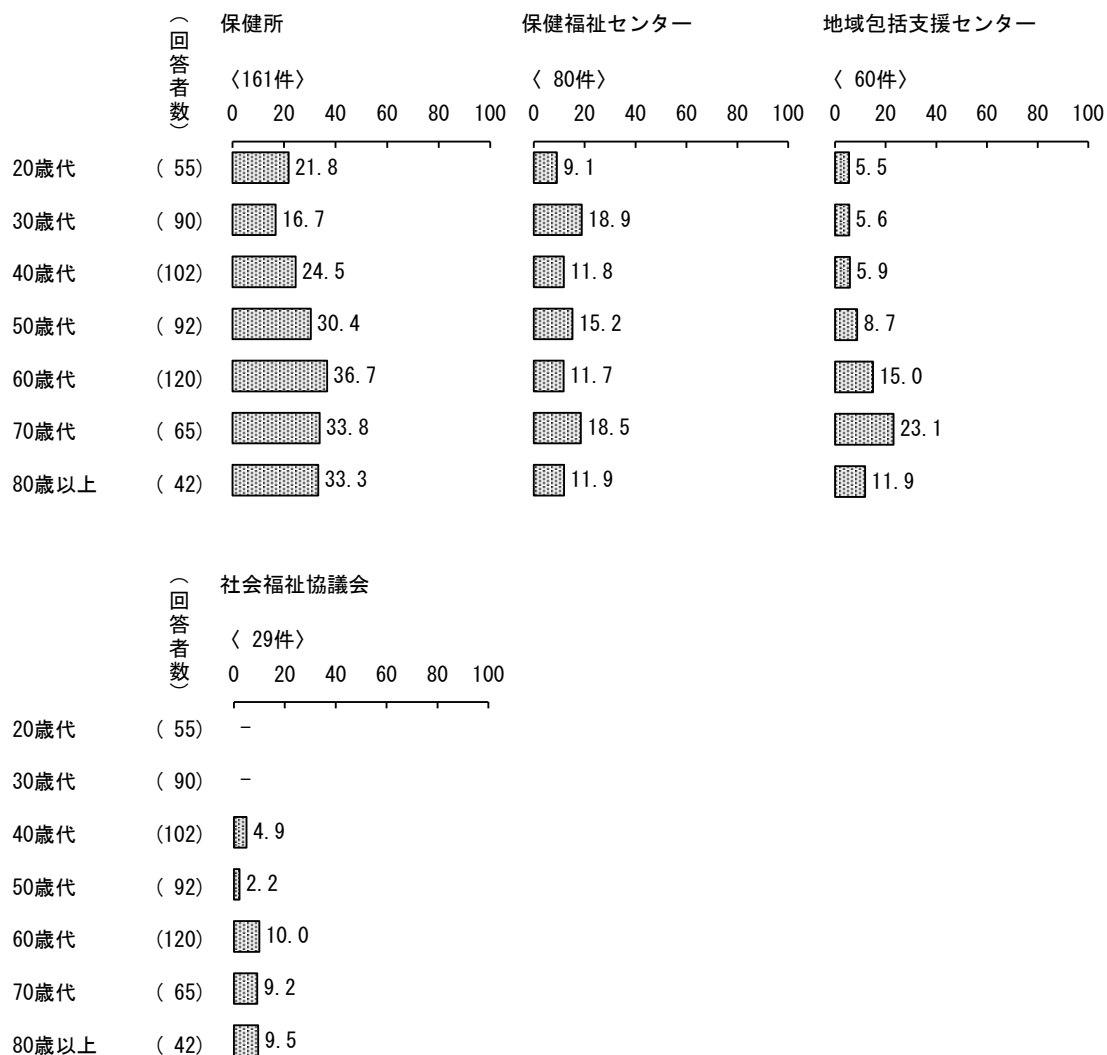 （回答者数） 保健所 保健福祉センター 地域包括支援センター
〈161件〉 〈 80件〉 〈 60件〉
0 20 40 60 80 100 0 20 40 60 80 100 0 20 40 60 80 100
20歳代 ( 55) 21.8 9.1 5.5
30歳代 ( 90) 16.7 18.9 5.6
40歳代 (102) 24.5 11.8 5.9
50歳代 ( 92) 30.4 15.2 8.7
60歳代 (120) 36.7 11.7 15.0
70歳代 ( 65) 33.8 18.5 23.1
80歳以上 ( 42) 33.3 11.9 11.9
（回答者数） 社会福祉協議会
〈 29件〉
0 20 40 60 80 100
20歳代 ( 55) －
30歳代 ( 90) －
40歳代 (102) 4.9
50歳代 ( 92) 2.2
60歳代 (120) 10.0
70歳代 ( 65) 9.2
80歳以上 ( 42) 9.5